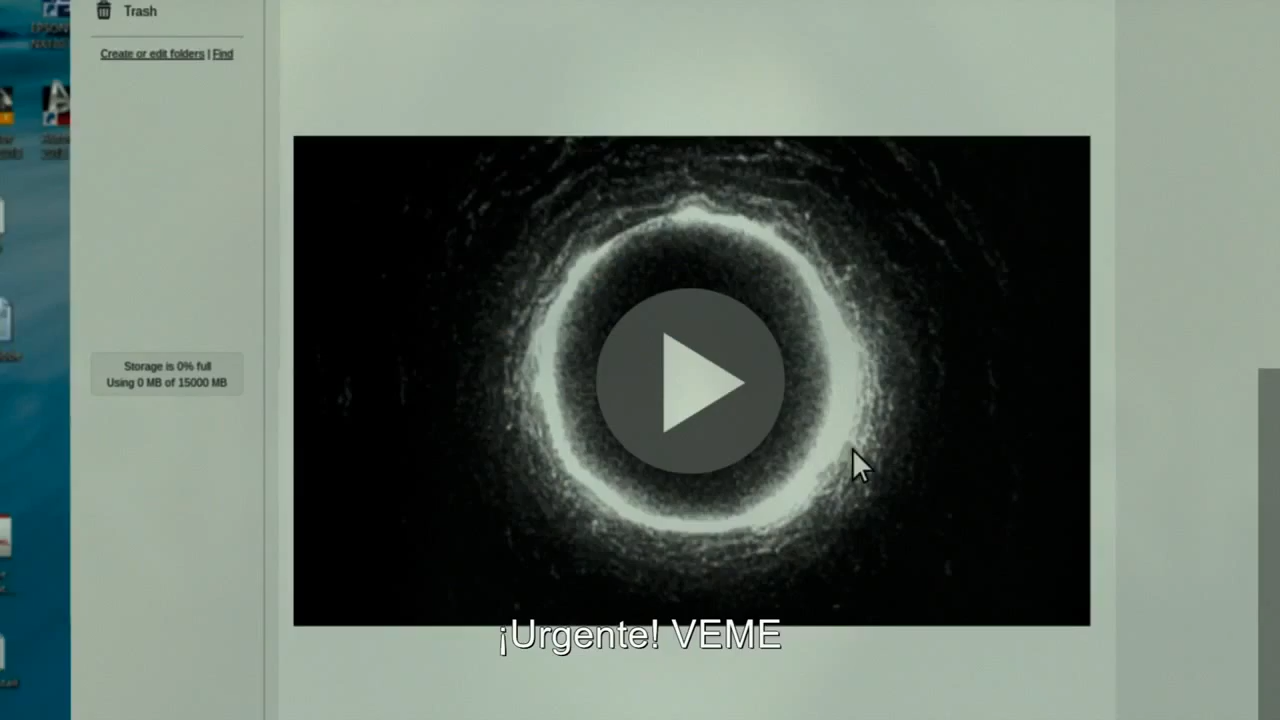 Trash
Create or edit folders | Find
Storage is 0% full
Using 0 MB of 15000 MB
¡Urgente! VEME